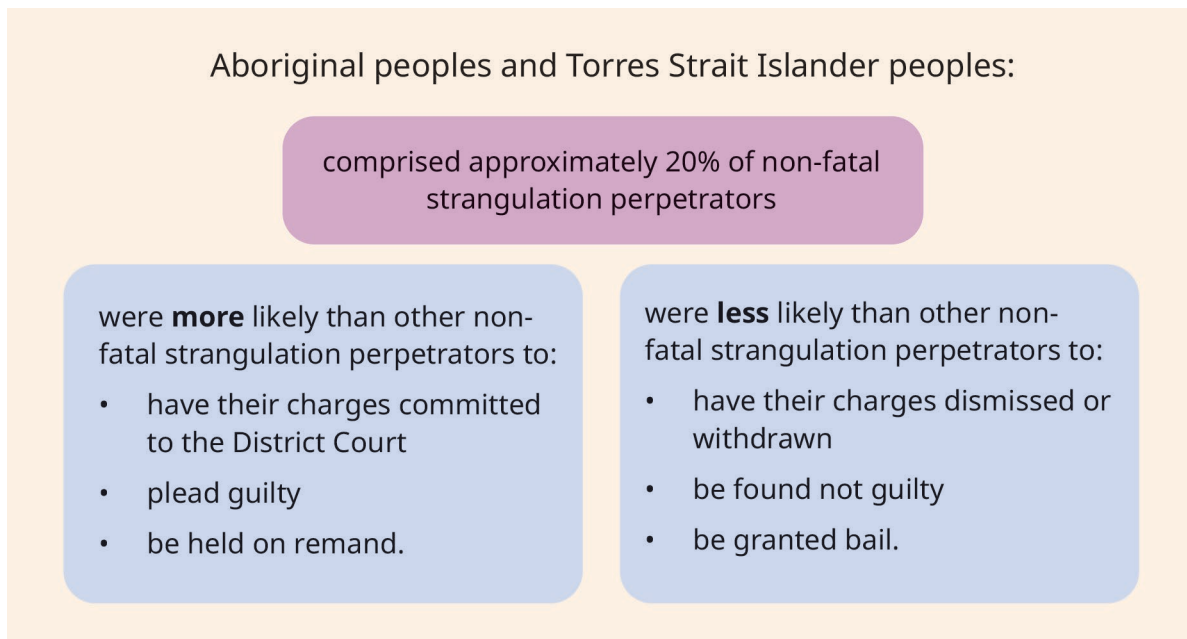 Aboriginal peoples and Torres Strait Islander peoples:
comprised approximately 20% of non-fatal
strangulation perpetrators
were more likely than other non-
fatal strangulation perpetrators to:
• have their charges committed
to the District Court
• plead guilty
• be held on remand.
were less likely than other non-
fatal strangulation perpetrators to:
• have their charges dismissed or
withdrawn
• be found not guilty
• be granted bail.